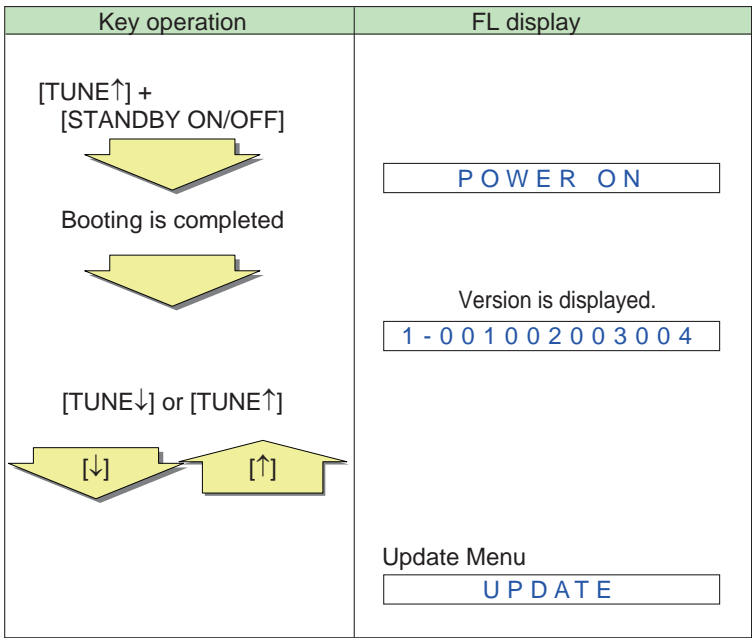 Key operation
FL display
[TUNE↑] +
[STANDBY ON/OFF]
POWER ON
Booting is completed
Version is displayed.
1-001002003004
[TUNE↓] or [TUNE↑]
[↓]
[↑]
Update Menu
UPDATE